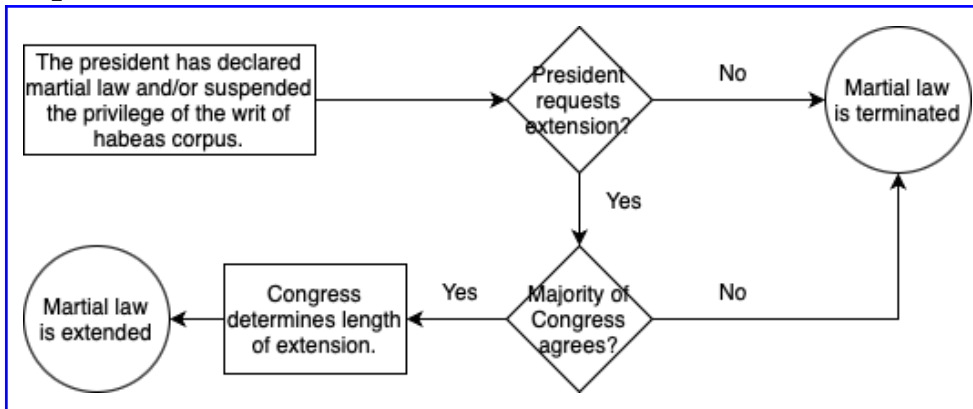 The president has declared
martial law and/or suspended
the privilege of the writ of
habeas corpus.
President
requests
extension?
No
Martial law
is terminated
Yes
Majority of
Congress
agrees?
No
Yes
Congress
determines length
of extension.
Martial law
is extended